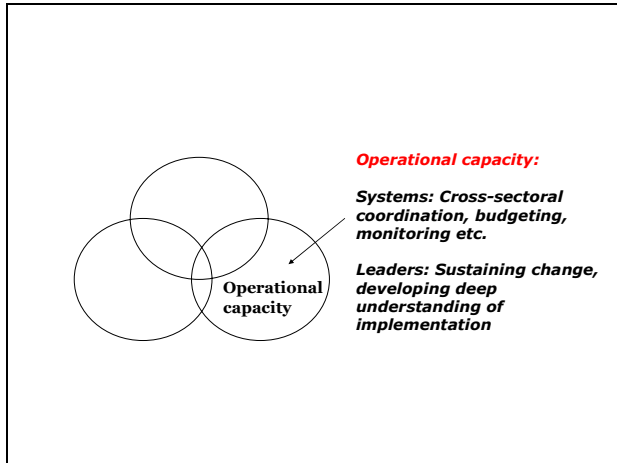 Operational capacity:
Systems: Cross-sectoral
coordination, budgeting,
monitoring etc.
Leaders: Sustaining change,
developing deep
understanding of
implementation
Operational
capacity